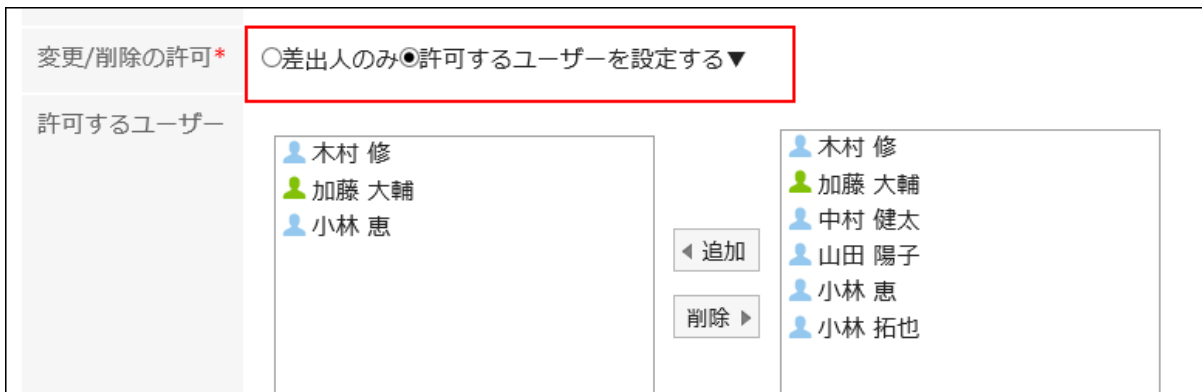 変更/削除の許可* ○差出人のみ◉許可するユーザーを設定する▼
許可するユーザー
木村 修
加藤 大輔
小林 恵
追加
削除
木村 修
加藤 大輔
中村 健太
山田 陽子
小林 恵
小林 拓也